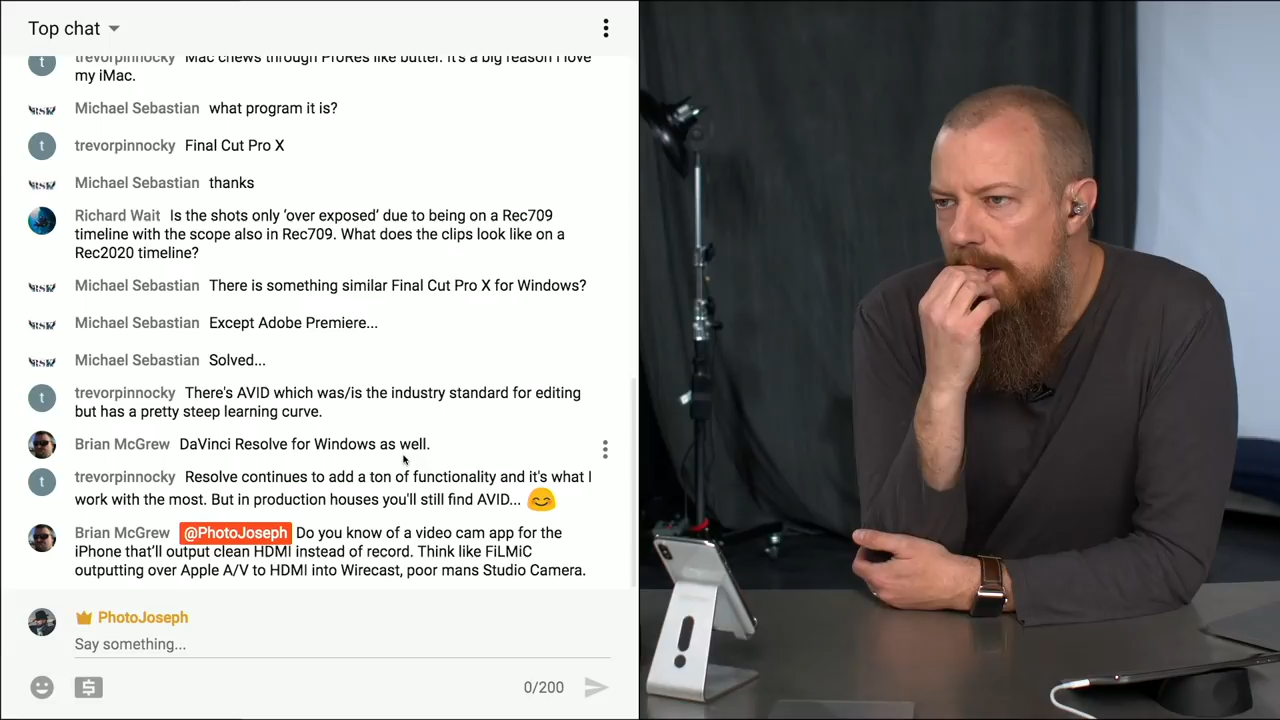 Top chat
trevorpinnocky Mac chews through ProRes like butter. It's a big reason I love
my iMac.
Michael Sebastian what program it is?
trevorpinnocky Final Cut Pro X
Michael Sebastian thanks
Richard Wait Is the shots only ‘over exposed’ due to being on a Rec709
timeline with the scope also in Rec709. What does the clips look like on a
Rec2020 timeline?
Michael Sebastian There is something similar Final Cut Pro X for Windows?
Michael Sebastian Except Adobe Premiere...
Michael Sebastian Solved...
trevorpinnocky There's AVID which was/is the industry standard for editing
but has a pretty steep learning curve.
Brian McGrew DaVinci Resolve for Windows as well.
trevorpinnocky Resolve continues to add a ton of functionality and it's what I
work with the most. But in production houses you'll still find AVID... 😊
Brian McGrew @PhotoJoseph Do you know of a video cam app for the
iPhone that’ll output clean HDMI instead of record. Think like FiLMiC
outputting over Apple A/V to HDMI into Wirecast, poor mans Studio Camera.
PhotoJoseph
Say something...
0/200